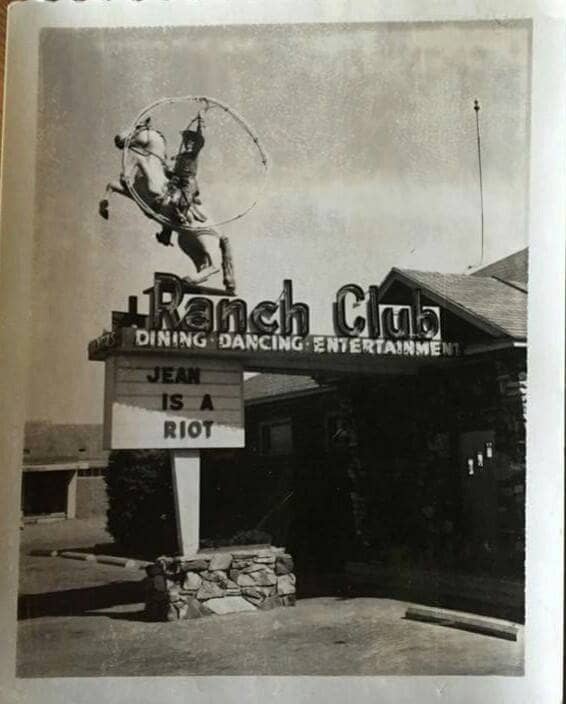 Ranch Club
DINING · DANCING · ENTERTAINMENT
JEAN
IS A
RIOT